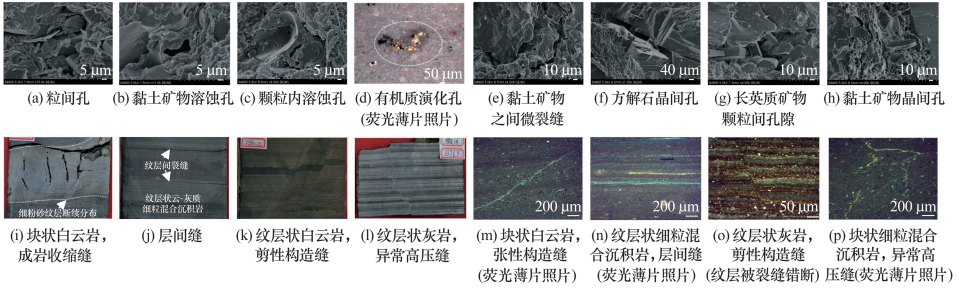 5 μm
5 μm
5 μm
50 μm
10 μm
40 μm
10 μm
10 μm
(a) 粒间孔
(b) 黏土矿物溶蚀孔
(c) 颗粒内溶蚀孔
(d) 有机质演化孔
(荧光薄片照片)
(e) 黏土矿物
之间微裂缝
(f) 方解石晶间孔
(g) 长英质矿物
颗粒间孔隙
(h) 黏土矿物晶间孔
细粉砂纹层断续分布
纹层间裂缝
纹层状云-灰质
细粒混合沉积岩
200 μm
200 μm
50 μm
200 μm
(i) 块状白云岩,
成岩收缩缝
(j) 层间缝
(k) 纹层状白云岩,
剪性构造缝
(l) 纹层状灰岩,
异常高压缝
(m) 块状白云岩,
张性构造缝
(荧光薄片照片)
(n) 纹层状细粒混
合沉积岩,层间缝
(荧光薄片照片)
(o) 纹层状灰岩,
剪性构造缝
(纹层被裂缝错断)
(p) 块状细粒混合
沉积岩,异常高
压缝(荧光薄片照片)